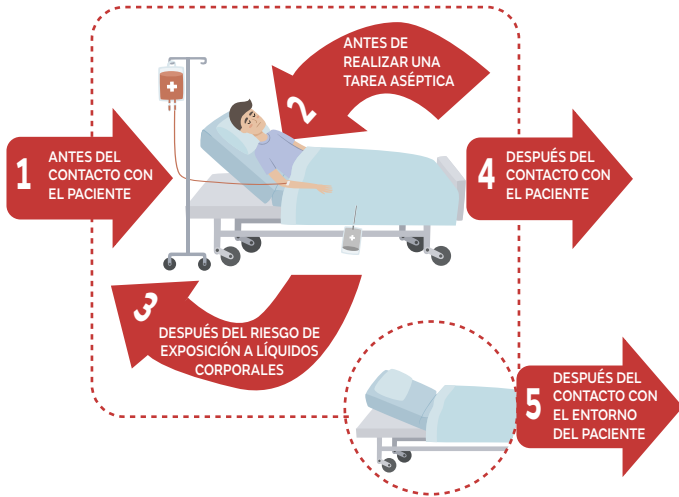 1
ANTES DEL
CONTACTO CON
EL PACIENTE
2
ANTES DE
REALIZAR UNA
TAREA ASÉPTICA
3
DESPUÉS DEL RIESGO DE
EXPOSICIÓN A LÍQUIDOS
CORPORALES
4
DESPUÉS DEL
CONTACTO CON
EL PACIENTE
5
DESPUÉS DEL
CONTACTO CON
EL ENTORNO
DEL PACIENTE